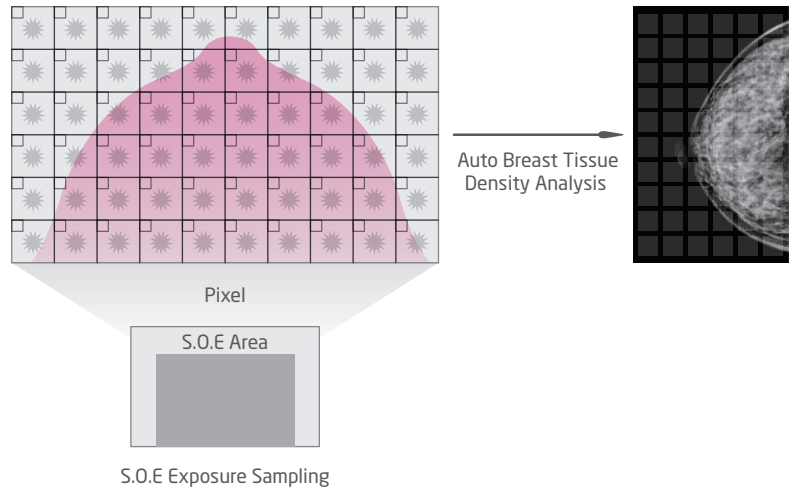 Auto Breast Tissue
Density Analysis
Pixel
S.O.E Area
S.O.E Exposure Sampling